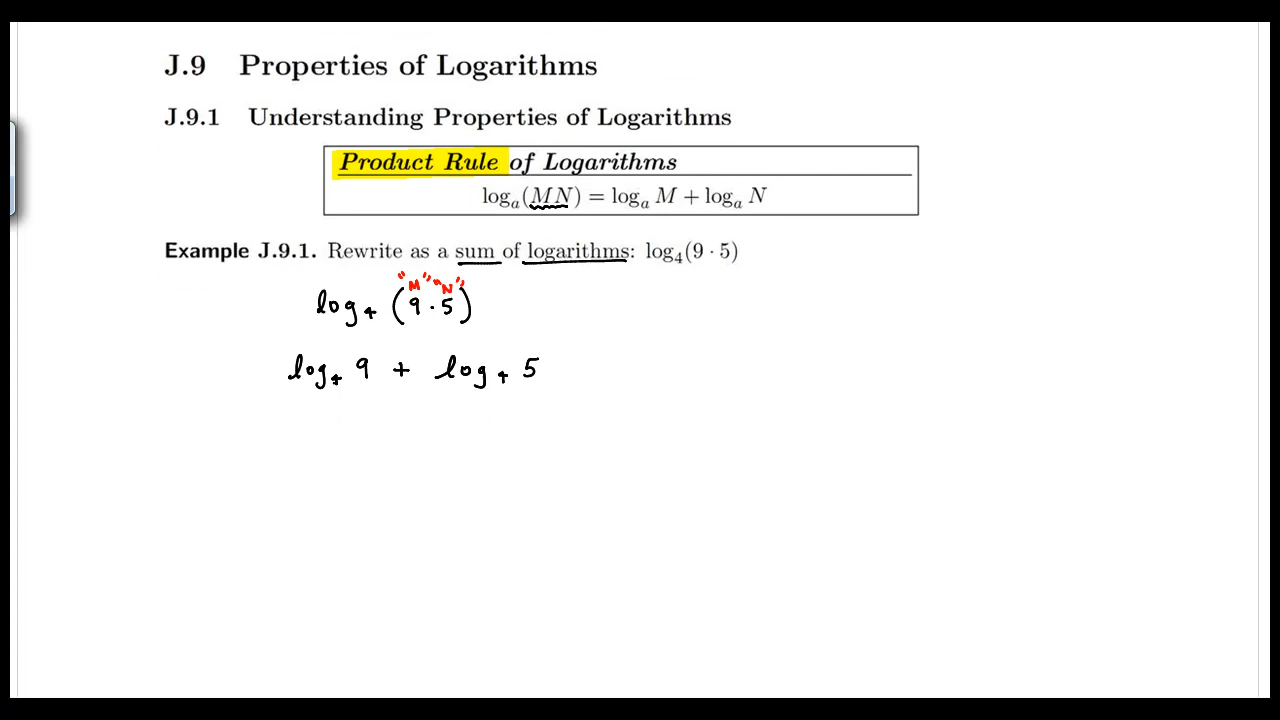 J.9 Properties of Logarithms
J.9.1 Understanding Properties of Logarithms
Product Rule of Logarithms
logₐ(MN) = logₐ M + logₐ N
Example J.9.1. Rewrite as a sum of logarithms: log₄(9 · 5)
"M" "N"
log₄ (9 · 5)
log₄ 9 + log₄ 5